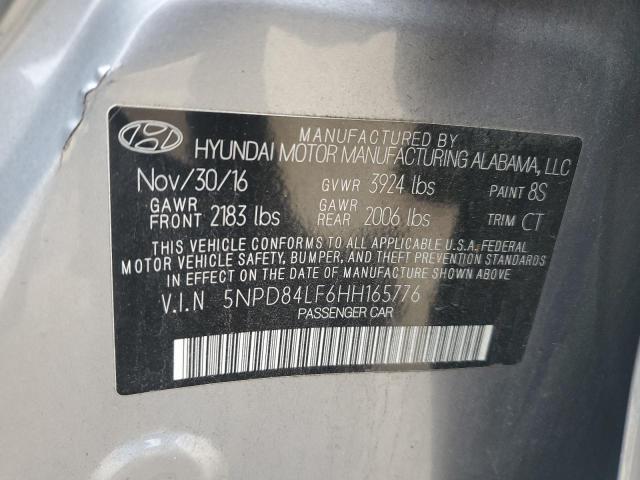 MANUFACTURED BY
HYUNDAI MOTOR MANUFACTURING ALABAMA, LLC
Nov/30/16 GVWR 3924 lbs PAINT 8S
GAWR FRONT 2183 lbs GAWR REAR 2006 lbs TRIM CT
THIS VEHICLE CONFORMS TO ALL APPLICABLE U.S.A. FEDERAL
MOTOR VEHICLE SAFETY, BUMPER, AND THEFT PREVENTION STANDARDS
IN EFFECT ON THE DATE OF MANUFACTURE SHOWN ABOVE.
V.I.N 5NPD84LF6HH165776
PASSENGER CAR